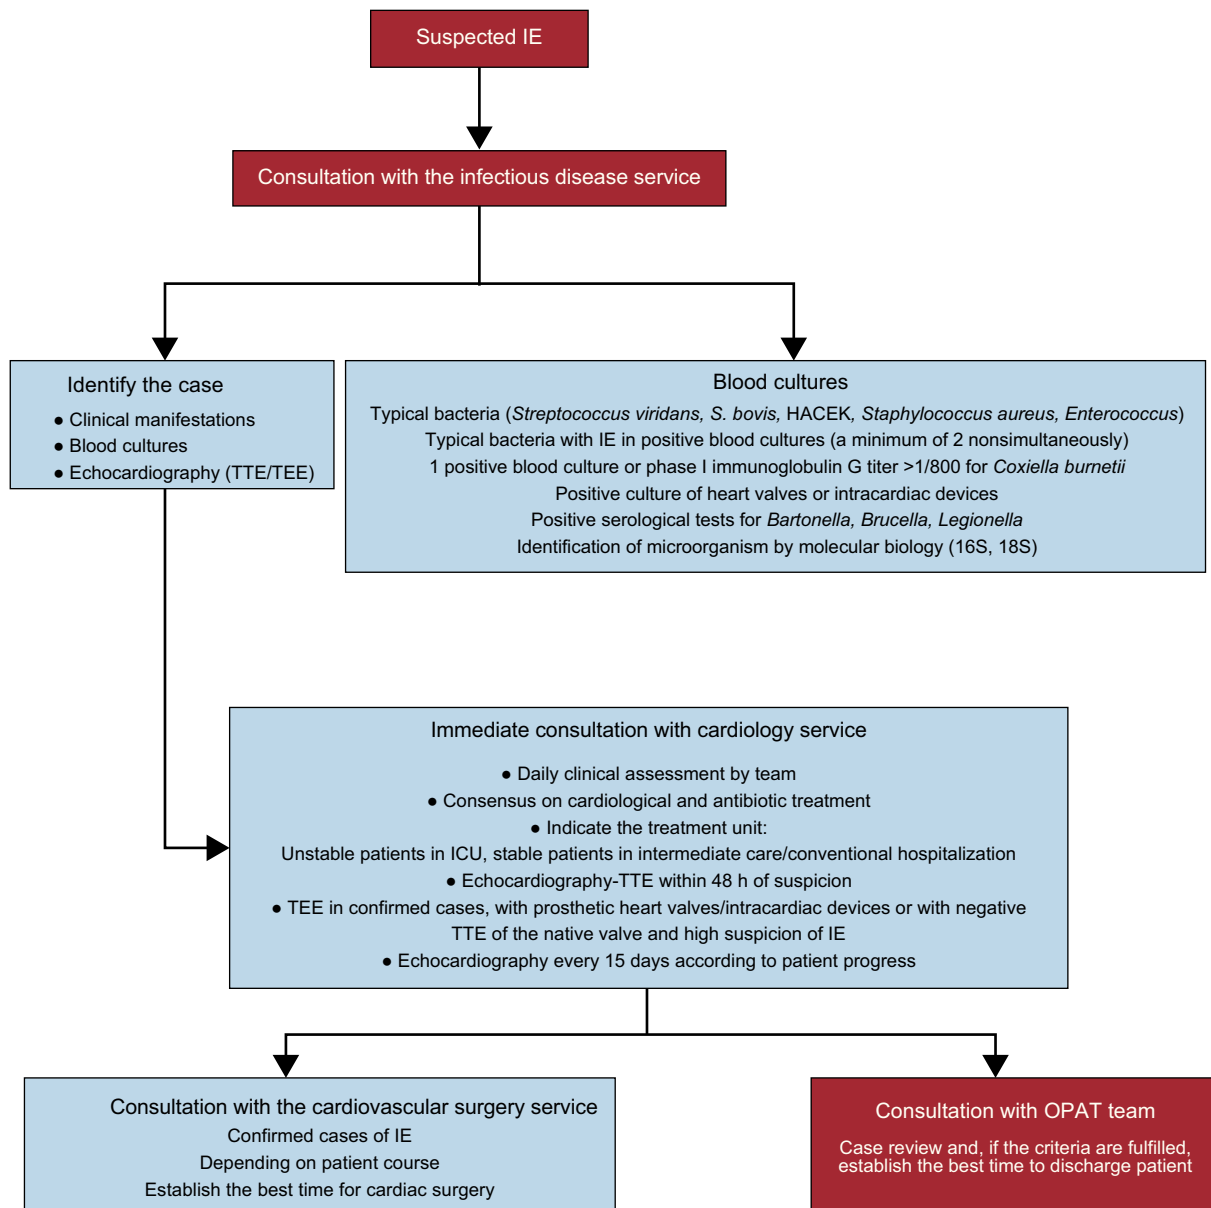 Suspected IE
Consultation with the infectious disease service
Identify the case
● Clinical manifestations
● Blood cultures
● Echocardiography (TTE/TEE)
Blood cultures
Typical bacteria (Streptococcus viridans, S. bovis, HACEK, Staphylococcus aureus, Enterococcus)
Typical bacteria with IE in positive blood cultures (a minimum of 2 nonsimultaneously)
1 positive blood culture or phase I immunoglobulin G titer >1/800 for Coxiella burnetii
Positive culture of heart valves or intracardiac devices
Positive serological tests for Bartonella, Brucella, Legionella
Identification of microorganism by molecular biology (16S, 18S)
Immediate consultation with cardiology service
● Daily clinical assessment by team
● Consensus on cardiological and antibiotic treatment
● Indicate the treatment unit:
Unstable patients in ICU, stable patients in intermediate care/conventional hospitalization
● Echocardiography-TTE within 48 h of suspicion
● TEE in confirmed cases, with prosthetic heart valves/intracardiac devices or with negative
TTE of the native valve and high suspicion of IE
● Echocardiography every 15 days according to patient progress
Consultation with the cardiovascular surgery service
Confirmed cases of IE
Depending on patient course
Establish the best time for cardiac surgery
Consultation with OPAT team
Case review and, if the criteria are fulfilled,
establish the best time to discharge patient